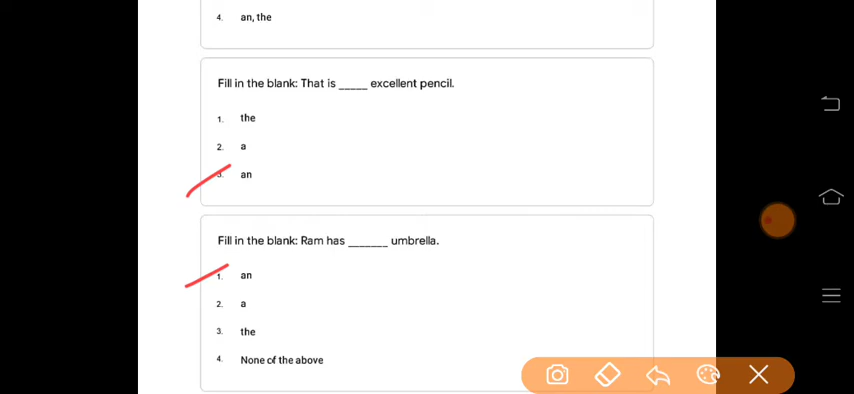 4. an, the
Fill in the blank: That is _____ excellent pencil.
1. the
2. a
3. an
Fill in the blank: Ram has _______ umbrella.
1. an
2. a
3. the
4. None of the above